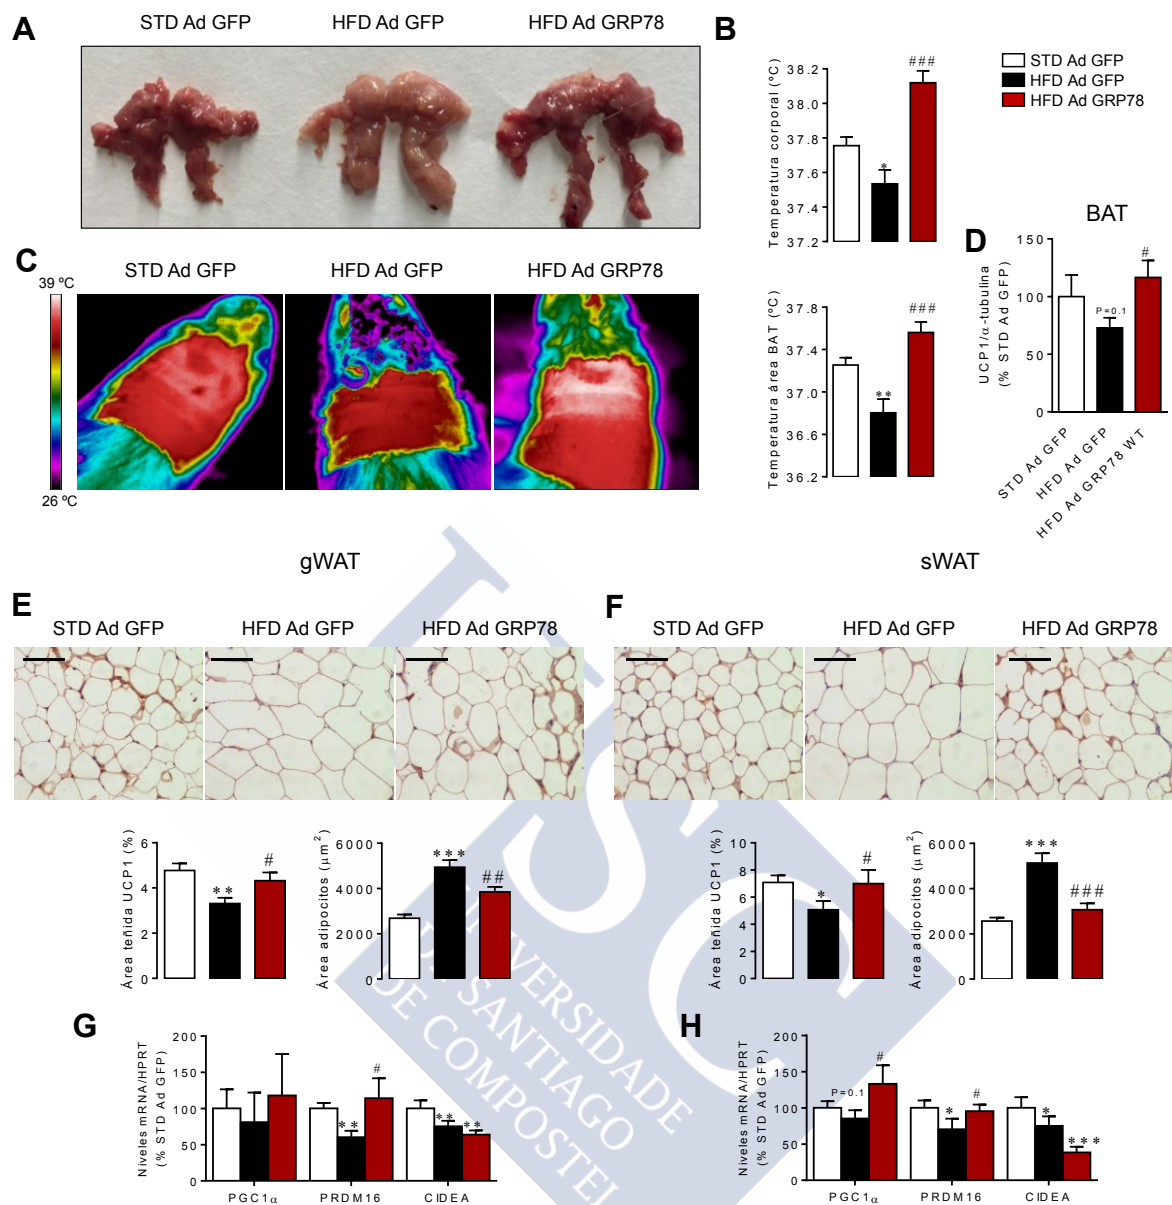 A
STD Ad GFP
HFD Ad GFP
HFD Ad GRP78
B
Temperatura corporal (ºC)
38.2
38.0
37.8
37.6
37.4
37.2
*
###
STD Ad GFP
HFD Ad GFP
HFD Ad GRP78
C
STD Ad GFP
HFD Ad GFP
HFD Ad GRP78
39 ºC
26 ºC
Temperatura área BAT (ºC)
37.8
37.4
37.0
36.6
36.2
**
###
D
BAT
UCP1/α-tubulina
(% STD Ad GFP)
150
100
50
0
P=0.1
#
STD Ad GFP
HFD Ad GFP
HFD Ad GRP78 WT
gWAT
sWAT
E
STD Ad GFP
HFD Ad GFP
HFD Ad GRP78
F
STD Ad GFP
HFD Ad GFP
HFD Ad GRP78
Área teñida UCP1 (%)
6
4
2
0
**
#
Área adipocitos (μm²)
6000
4000
2000
0
***
##
Área teñida UCP1 (%)
10
8
6
4
2
0
*
#
Área adipocitos (μm²)
6000
4000
2000
0
***
###
G
Niveles mRNA/HPRT
(% STD Ad GFP)
200
150
100
50
0
**
#
**
**
PGC1α
PRDM16
CIDEA
H
Niveles mRNA/HPRT
(% STD Ad GFP)
200
150
100
50
0
P=0.1
#
*
#
*
***
PGC1α
PRDM16
CIDEA
USC
UNIVERSIDADE
DE SANTIAGO
DE COMPOSTEL